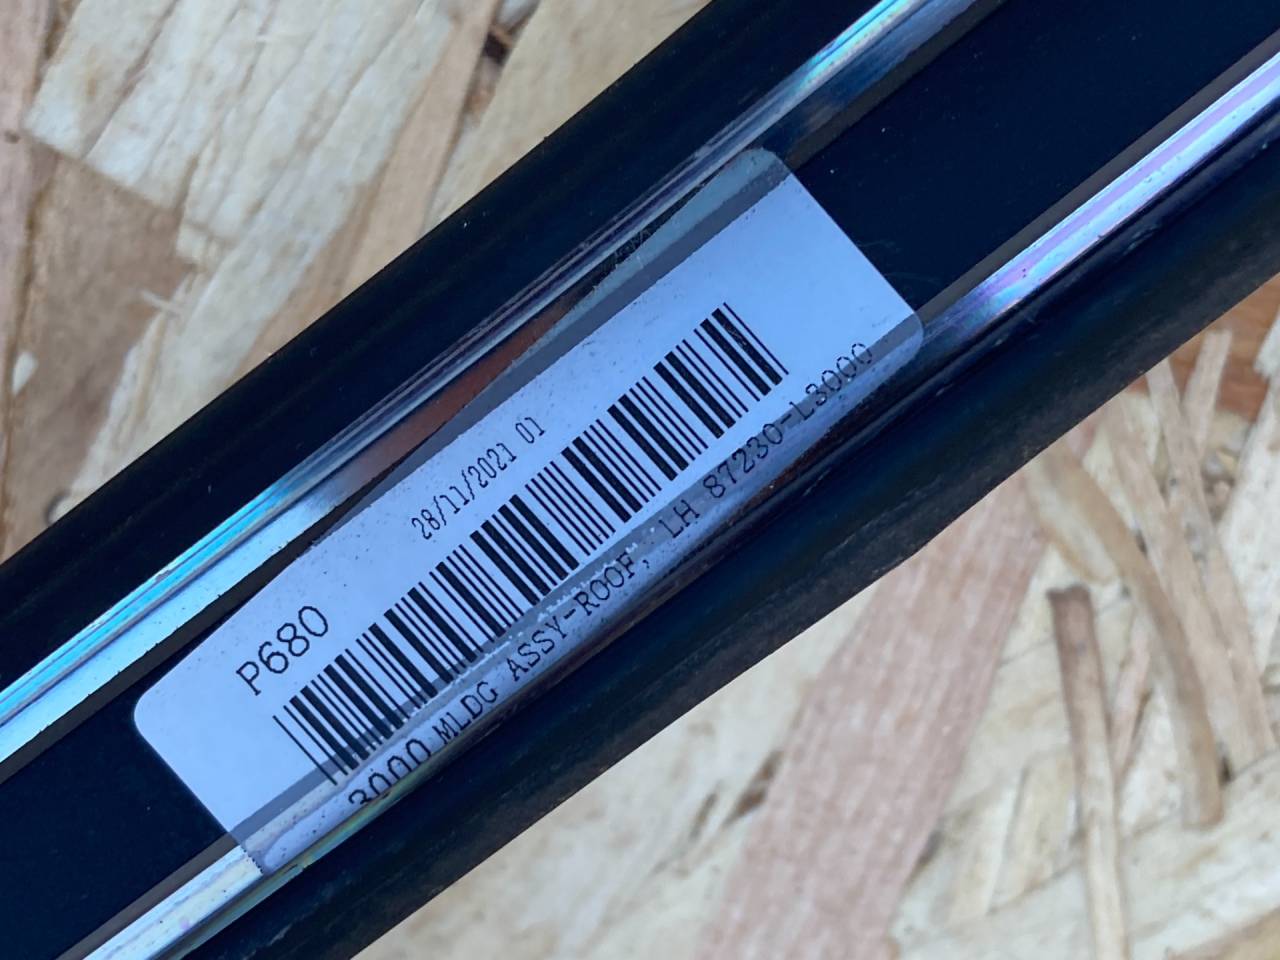 28/11/2021 01
P680
3000 MLDG ASSY-ROOF, LH 87230-L3000